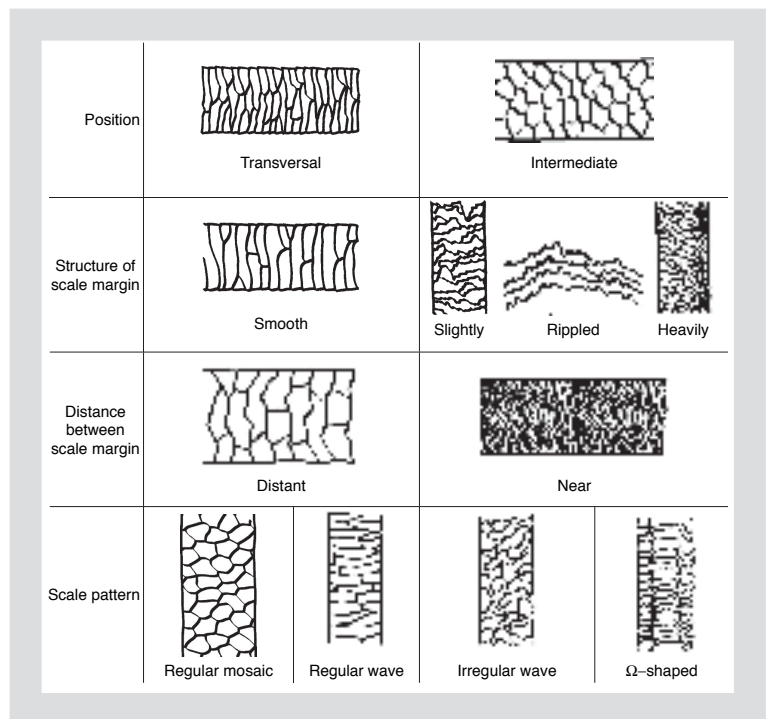 Position
Transversal
Intermediate
Structure of
scale margin
Smooth
Slightly
Rippled
Heavily
Distance
between
scale margin
Distant
Near
Scale pattern
Regular mosaic
Regular wave
Irregular wave
Ω–shaped